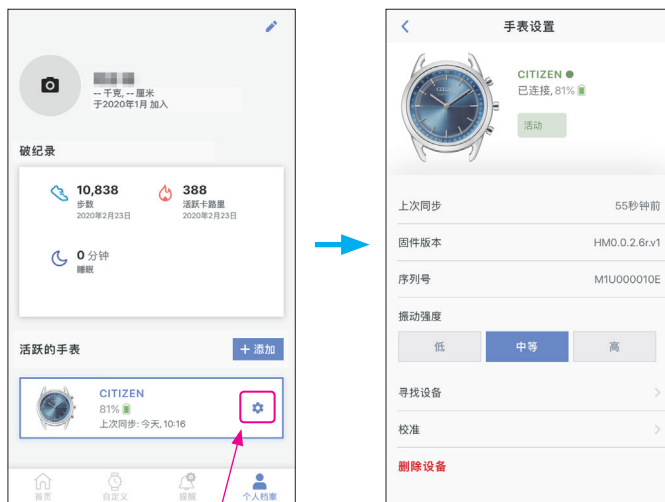 -- 千克, -- 厘米
于2020年1月 加入
破纪录
10,838
步数
2020年2月23日
388
活跃卡路里
2020年2月23日
0 分钟
睡眠
活跃的手表
+ 添加
CITIZEN
81%
上次同步: 今天, 10:16
首页
自定义
提醒
个人档案
手表设置
CITIZEN
已连接, 81%
活动
上次同步
55秒钟前
固件版本
HM0.0.2.6r.v1
序列号
M1U000010E
振动强度
低
中等
高
寻找设备
校准
删除设备